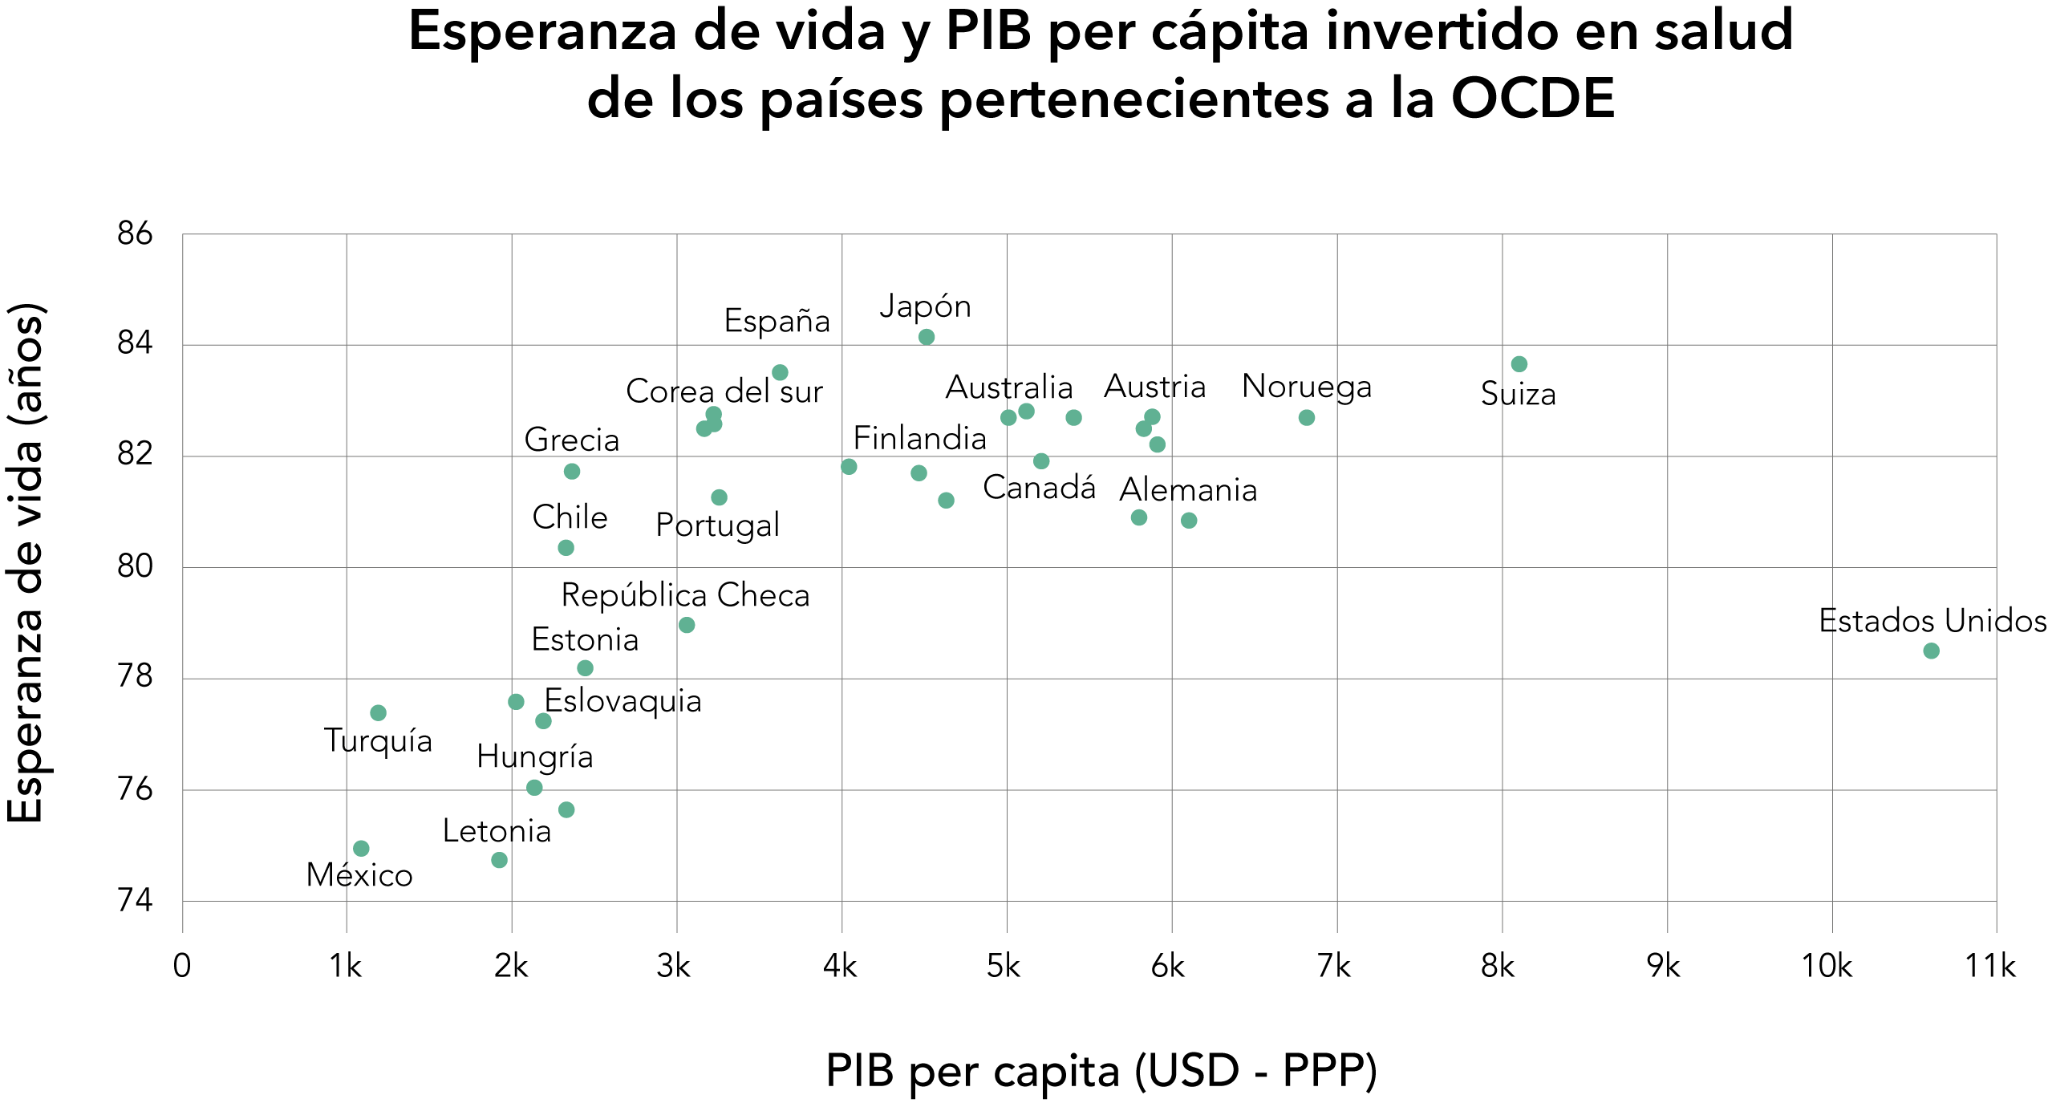 Esperanza de vida y PIB per cápita invertido en salud
de los países pertenecientes a la OCDE
Esperanza de vida (años)
86
84
82
80
78
76
74
Japón
España
Corea del sur
Australia
Austria
Noruega
Suiza
Grecia
Finlandia
Canadá
Alemania
Chile
Portugal
República Checa
Estonia
Estados Unidos
Eslovaquia
Turquía
Hungría
Letonia
México
0 1k 2k 3k 4k 5k 6k 7k 8k 9k 10k 11k
PIB per capita (USD - PPP)